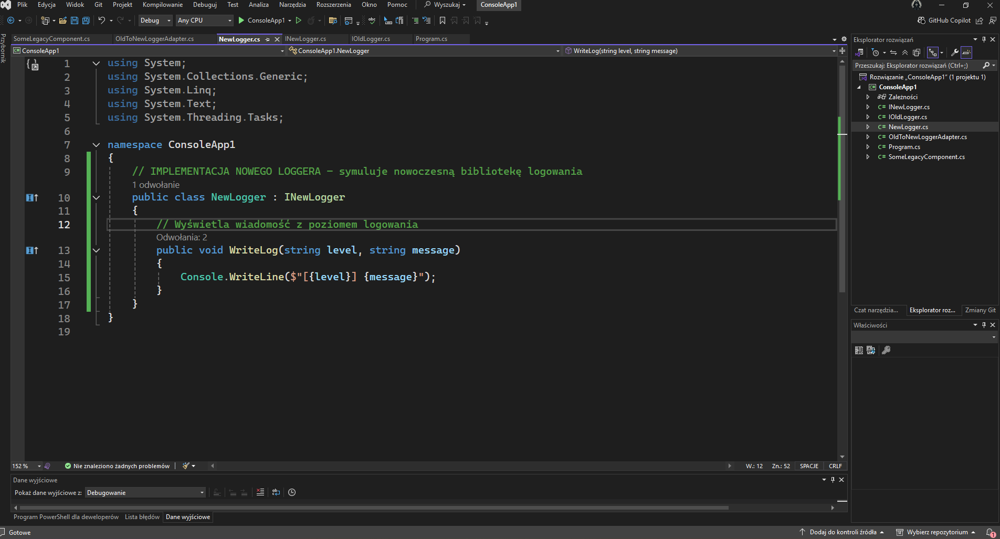 Plik Edycja Widok Git Projekt Kompilowanie Debuguj Test Analiza Narzędzia Rozszerzenia Okno Pomoc Wyszukaj ConsoleApp1
Debug Any CPU ConsoleApp1 GitHub Copilot
Przybornik
SomeLegacyComponent.cs OldToNewLoggerAdapter.cs NewLogger.cs INewLogger.cs IOldLogger.cs Program.cs
ConsoleApp1 ConsoleApp1.NewLogger WriteLog(string level, string message)
1 using System;
2 using System.Collections.Generic;
3 using System.Linq;
4 using System.Text;
5 using System.Threading.Tasks;
6
7 namespace ConsoleApp1
8 {
9 // IMPLEMENTACJA NOWEGO LOGGERA – symuluje nowoczesną bibliotekę logowania
1 odwołanie
10 public class NewLogger : INewLogger
11 {
12 // Wyświetla wiadomość z poziomem logowania
Odwołania: 2
13 public void WriteLog(string level, string message)
14 {
15 Console.WriteLine($"[{level}] {message}");
16 }
17 }
18 }
19
152 % Nie znaleziono żadnych problemów W.: 12 Zn.: 52 SPACJE CRLF
Dane wyjściowe
Pokaż dane wyjściowe z: Debugowanie
Program PowerShell dla deweloperów Lista błędów Dane wyjściowe
Eksplorator rozwiązań
Przeszukaj: Eksplorator rozwiązań (Ctrl+;)
Rozwiązanie „ConsoleApp1” (1 projektu 1)
C# ConsoleApp1
Zależności
C# INewLogger.cs
C# IOldLogger.cs
C# NewLogger.cs
C# OldToNewLoggerAdapter.cs
C# Program.cs
C# SomeLegacyComponent.cs
Czat narzędzia... Eksplorator roz... Zmiany Git
Właściwości
Gotowe Dodaj do kontroli źródła Wybierz repozytorium 1